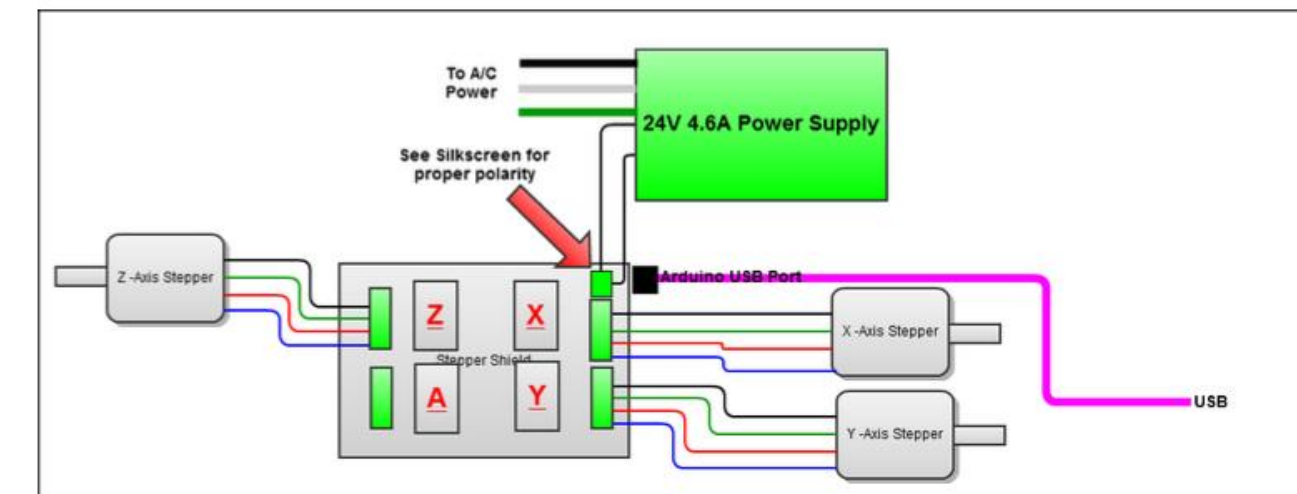 To A/C
Power
24V 4.6A Power Supply
See Silkscreen for
proper polarity
Z -Axis Stepper
Arduino USB Port
Z
X
X -Axis Stepper
Stepper Shield
A
Y
USB
Y -Axis Stepper